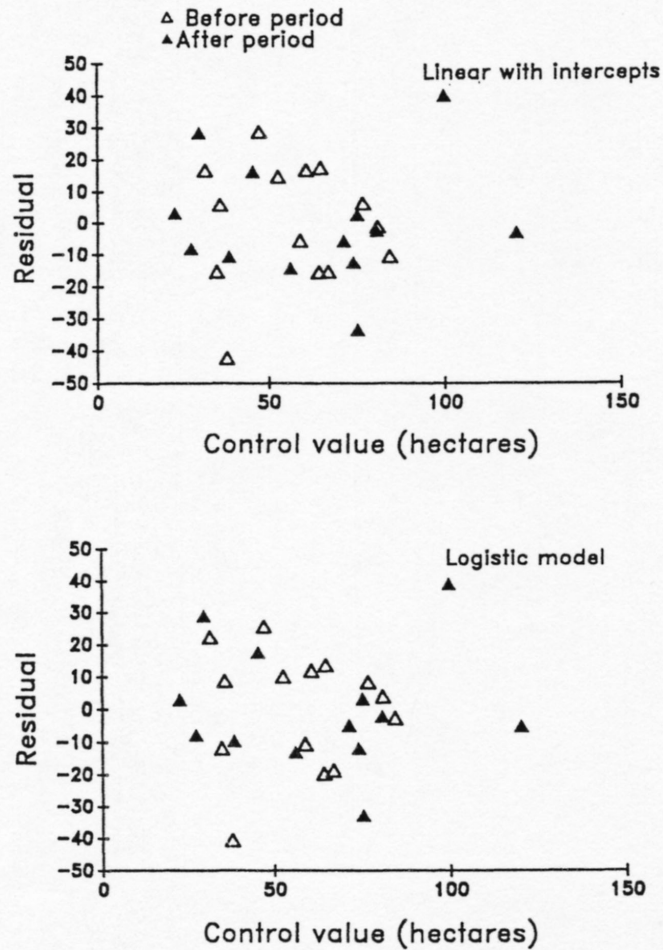 △ Before period
▲ After period
Linear with intercepts
50
40
30
20
10
0
-10
-20
-30
-40
-50
Residual
0 50 100 150
Control value (hectares)
Logistic model
50
40
30
20
10
0
-10
-20
-30
-40
-50
Residual
0 50 100 150
Control value (hectares)